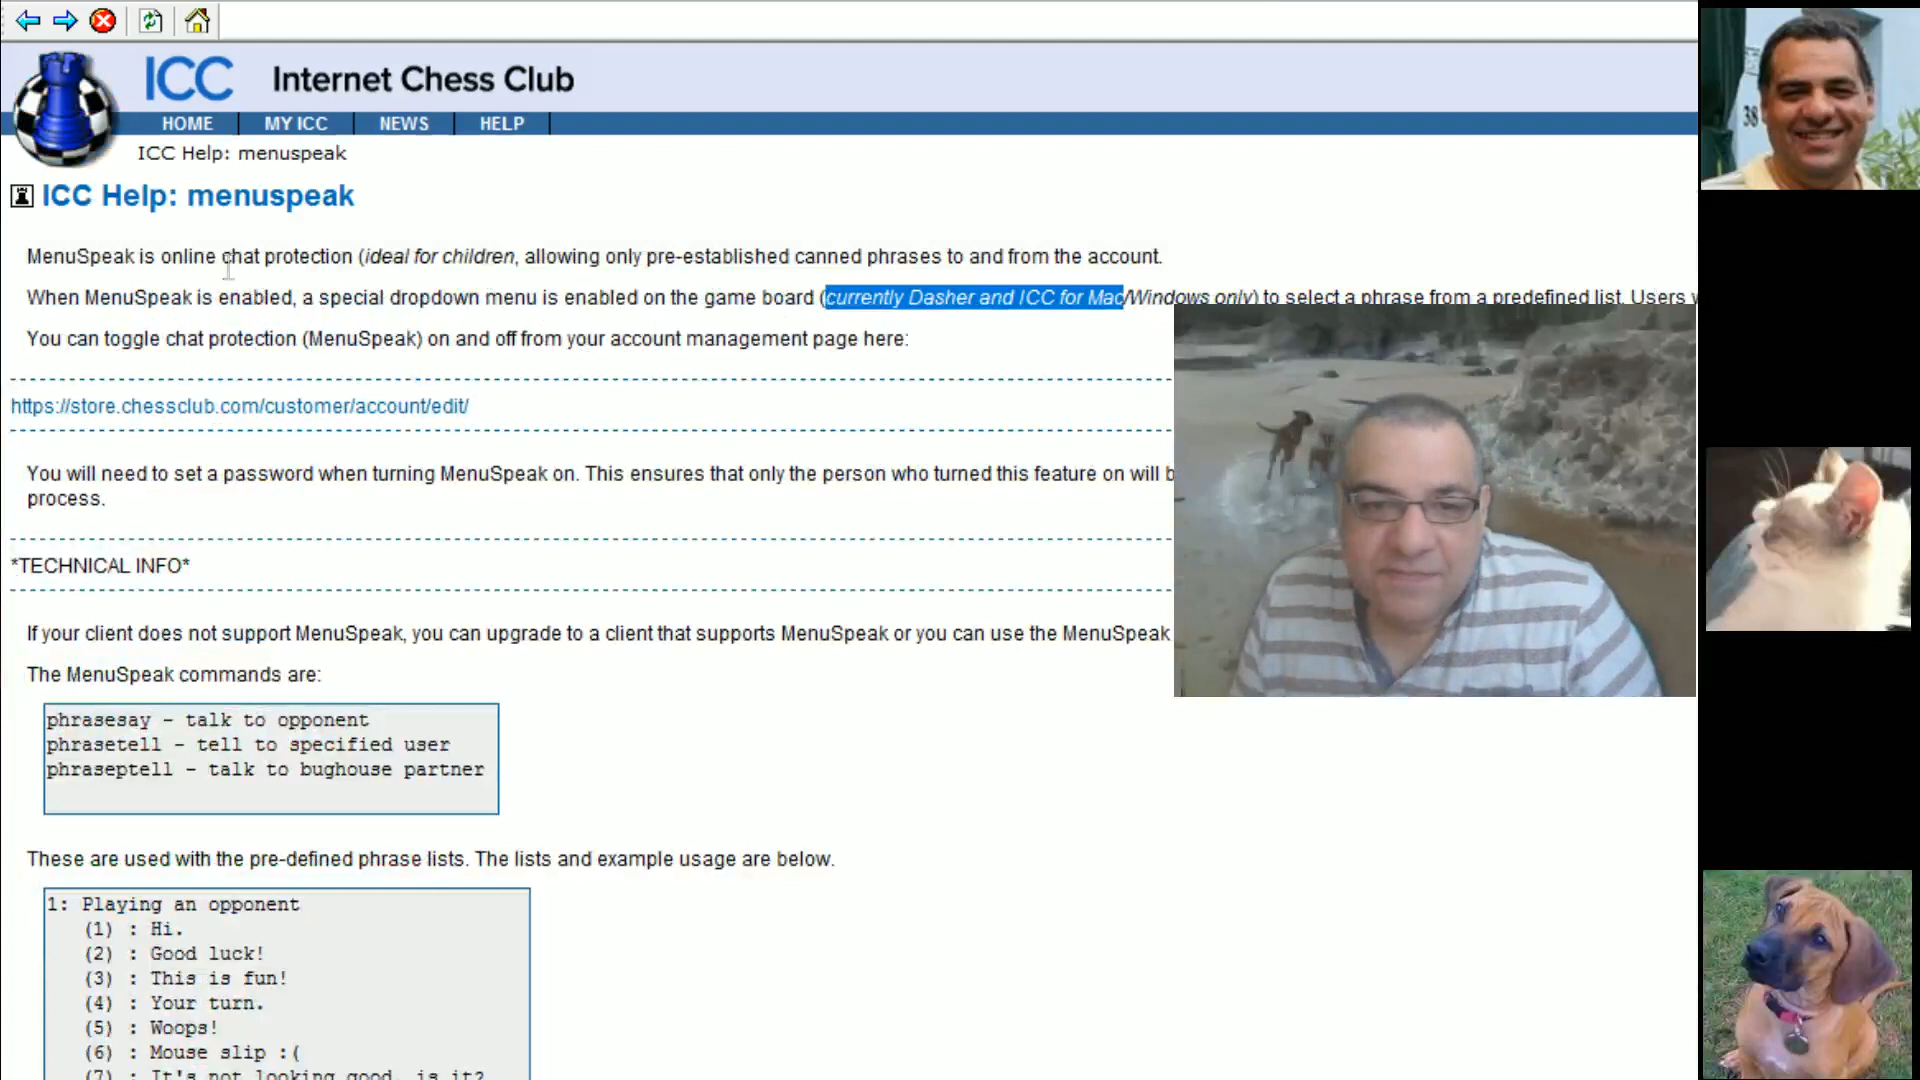 ICC Internet Chess Club
HOME MY ICC NEWS HELP
ICC Help: menuspeak
ICC Help: menuspeak
MenuSpeak is online chat protection (ideal for children, allowing only pre-established canned phrases to and from the account.
When MenuSpeak is enabled, a special dropdown menu is enabled on the game board (currently Dasher and ICC for Mac/Windows only) to select a phrase from a predefined list. Users
You can toggle chat protection (MenuSpeak) on and off from your account management page here:
https://store.chessclub.com/customer/account/edit/
You will need to set a password when turning MenuSpeak on. This ensures that only the person who turned this feature on will
process.
*TECHNICAL INFO*
If your client does not support MenuSpeak, you can upgrade to a client that supports MenuSpeak or you can use the MenuSpeak
The MenuSpeak commands are:
phrasesay - talk to opponent
phrasetell - tell to specified user
phraseptell - talk to bughouse partner
These are used with the pre-defined phrase lists. The lists and example usage are below.
1: Playing an opponent
(1) : Hi.
(2) : Good luck!
(3) : This is fun!
(4) : Your turn.
(5) : Woops!
(6) : Mouse slip :(
(7) : It's not looking good, is it?
38